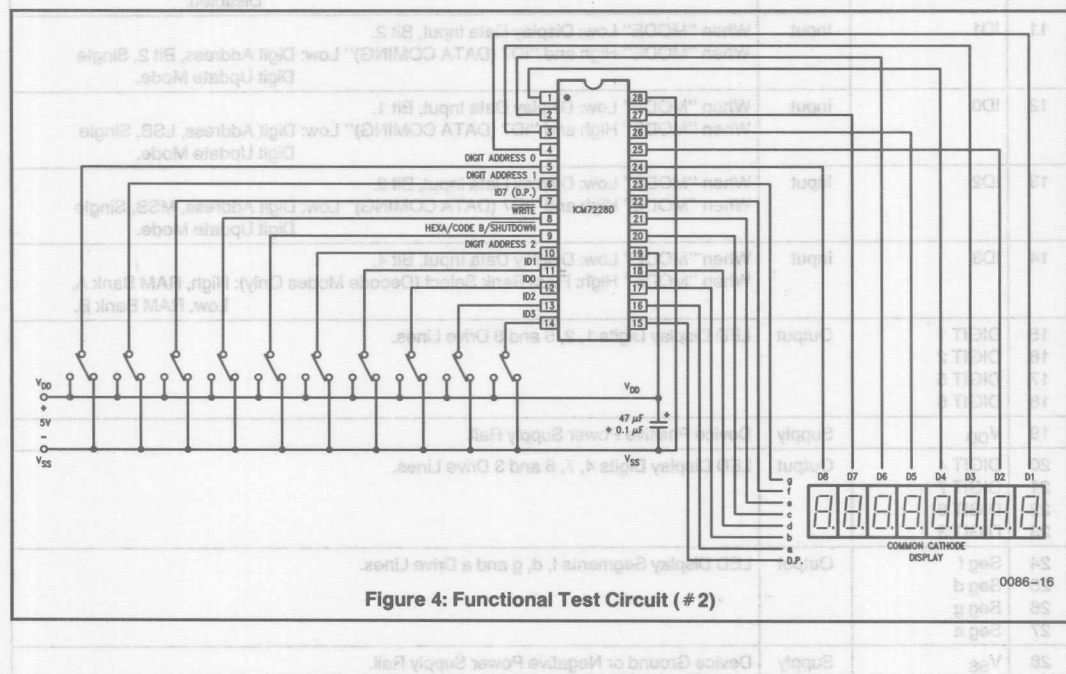 1
2
3
4
5
6
7
8
9
10
11
12
13
14
28
27
26
25
24
23
22
21
20
19
18
17
16
15
ICM7228D
DIGIT ADDRESS 0
DIGIT ADDRESS 1
ID7 (D.P.)
WRITE
HEXA/CODE B/SHUTDOWN
DIGIT ADDRESS 2
ID1
ID0
ID2
ID3
VDD
+
5V
−
VSS
VDD
47 µF
+ 0.1 µF
+
VSS
g
f
e
c
d
b
a
D.P.
D8 D7 D6 D5 D4 D3 D2 D1
COMMON CATHODE
DISPLAY
0086–16
Figure 4: Functional Test Circuit (#2)